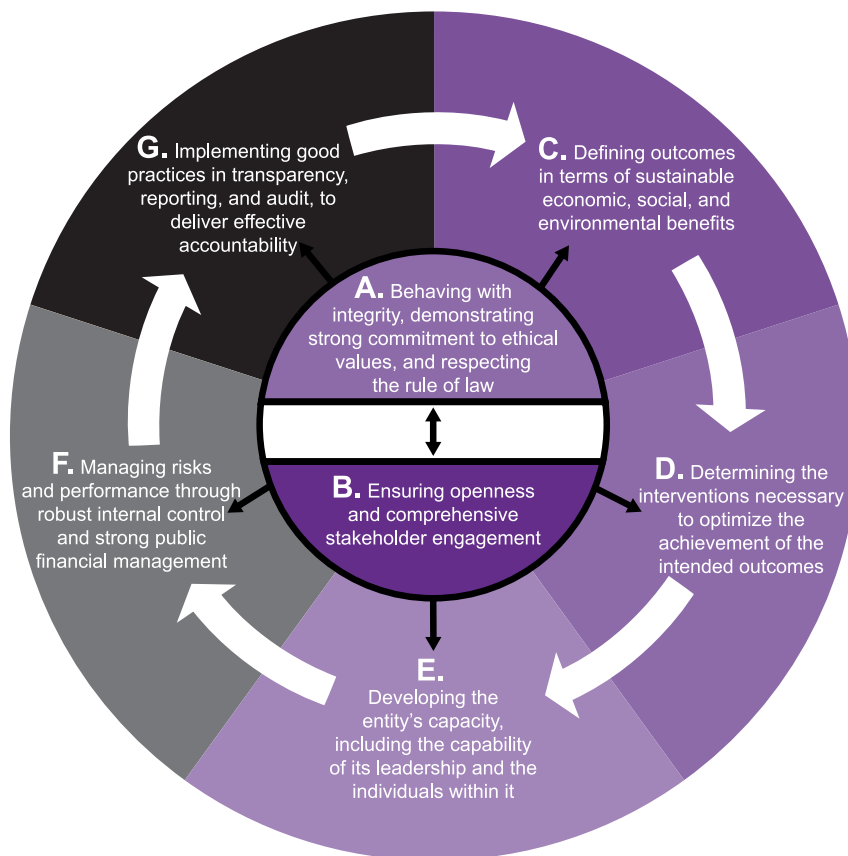 A. Behaving with
integrity, demonstrating
strong commitment to ethical
values, and respecting
the rule of law
B. Ensuring openness
and comprehensive
stakeholder engagement
C. Defining outcomes
in terms of sustainable
economic, social, and
environmental benefits
D. Determining the
interventions necessary
to optimize the
achievement of the
intended outcomes
E.
Developing the
entity’s capacity,
including the capability
of its leadership and the
individuals within it
F. Managing risks
and performance through
robust internal control
and strong public
financial management
G. Implementing good
practices in transparency,
reporting, and audit, to
deliver effective
accountability